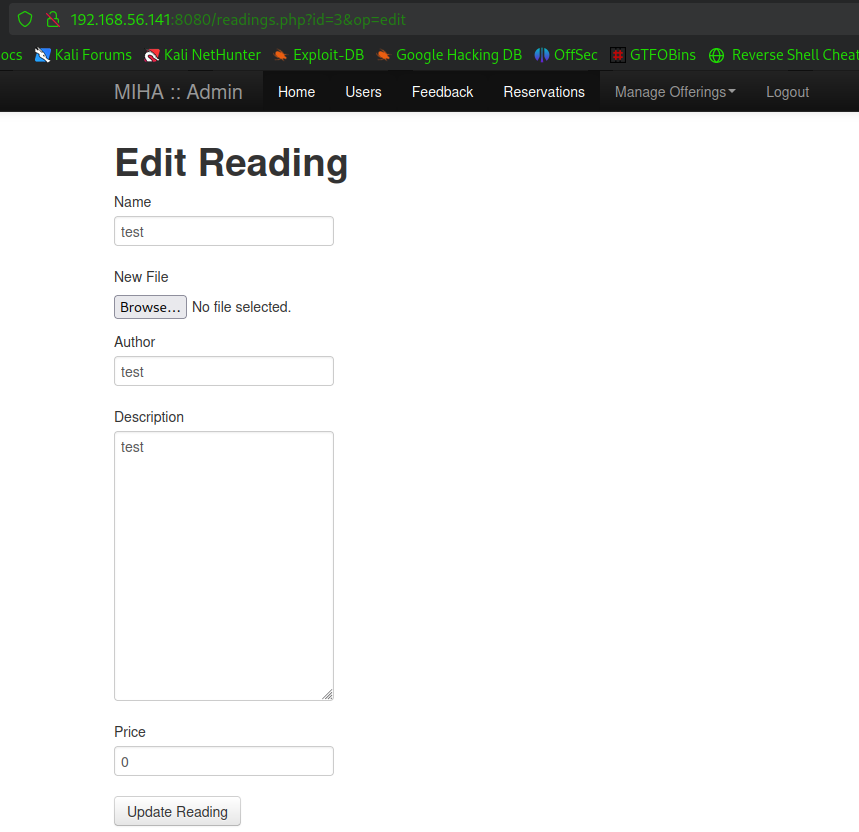 192.168.56.141:8080/readings.php?id=3&op=edit
ocs Kali Forums Kali NetHunter Exploit-DB Google Hacking DB OffSec GTFOBins Reverse Shell Cheat
MIHA :: Admin Home Users Feedback Reservations Manage Offerings Logout
Edit Reading
Name
test
New File
Browse... No file selected.
Author
test
Description
test
Price
0
Update Reading